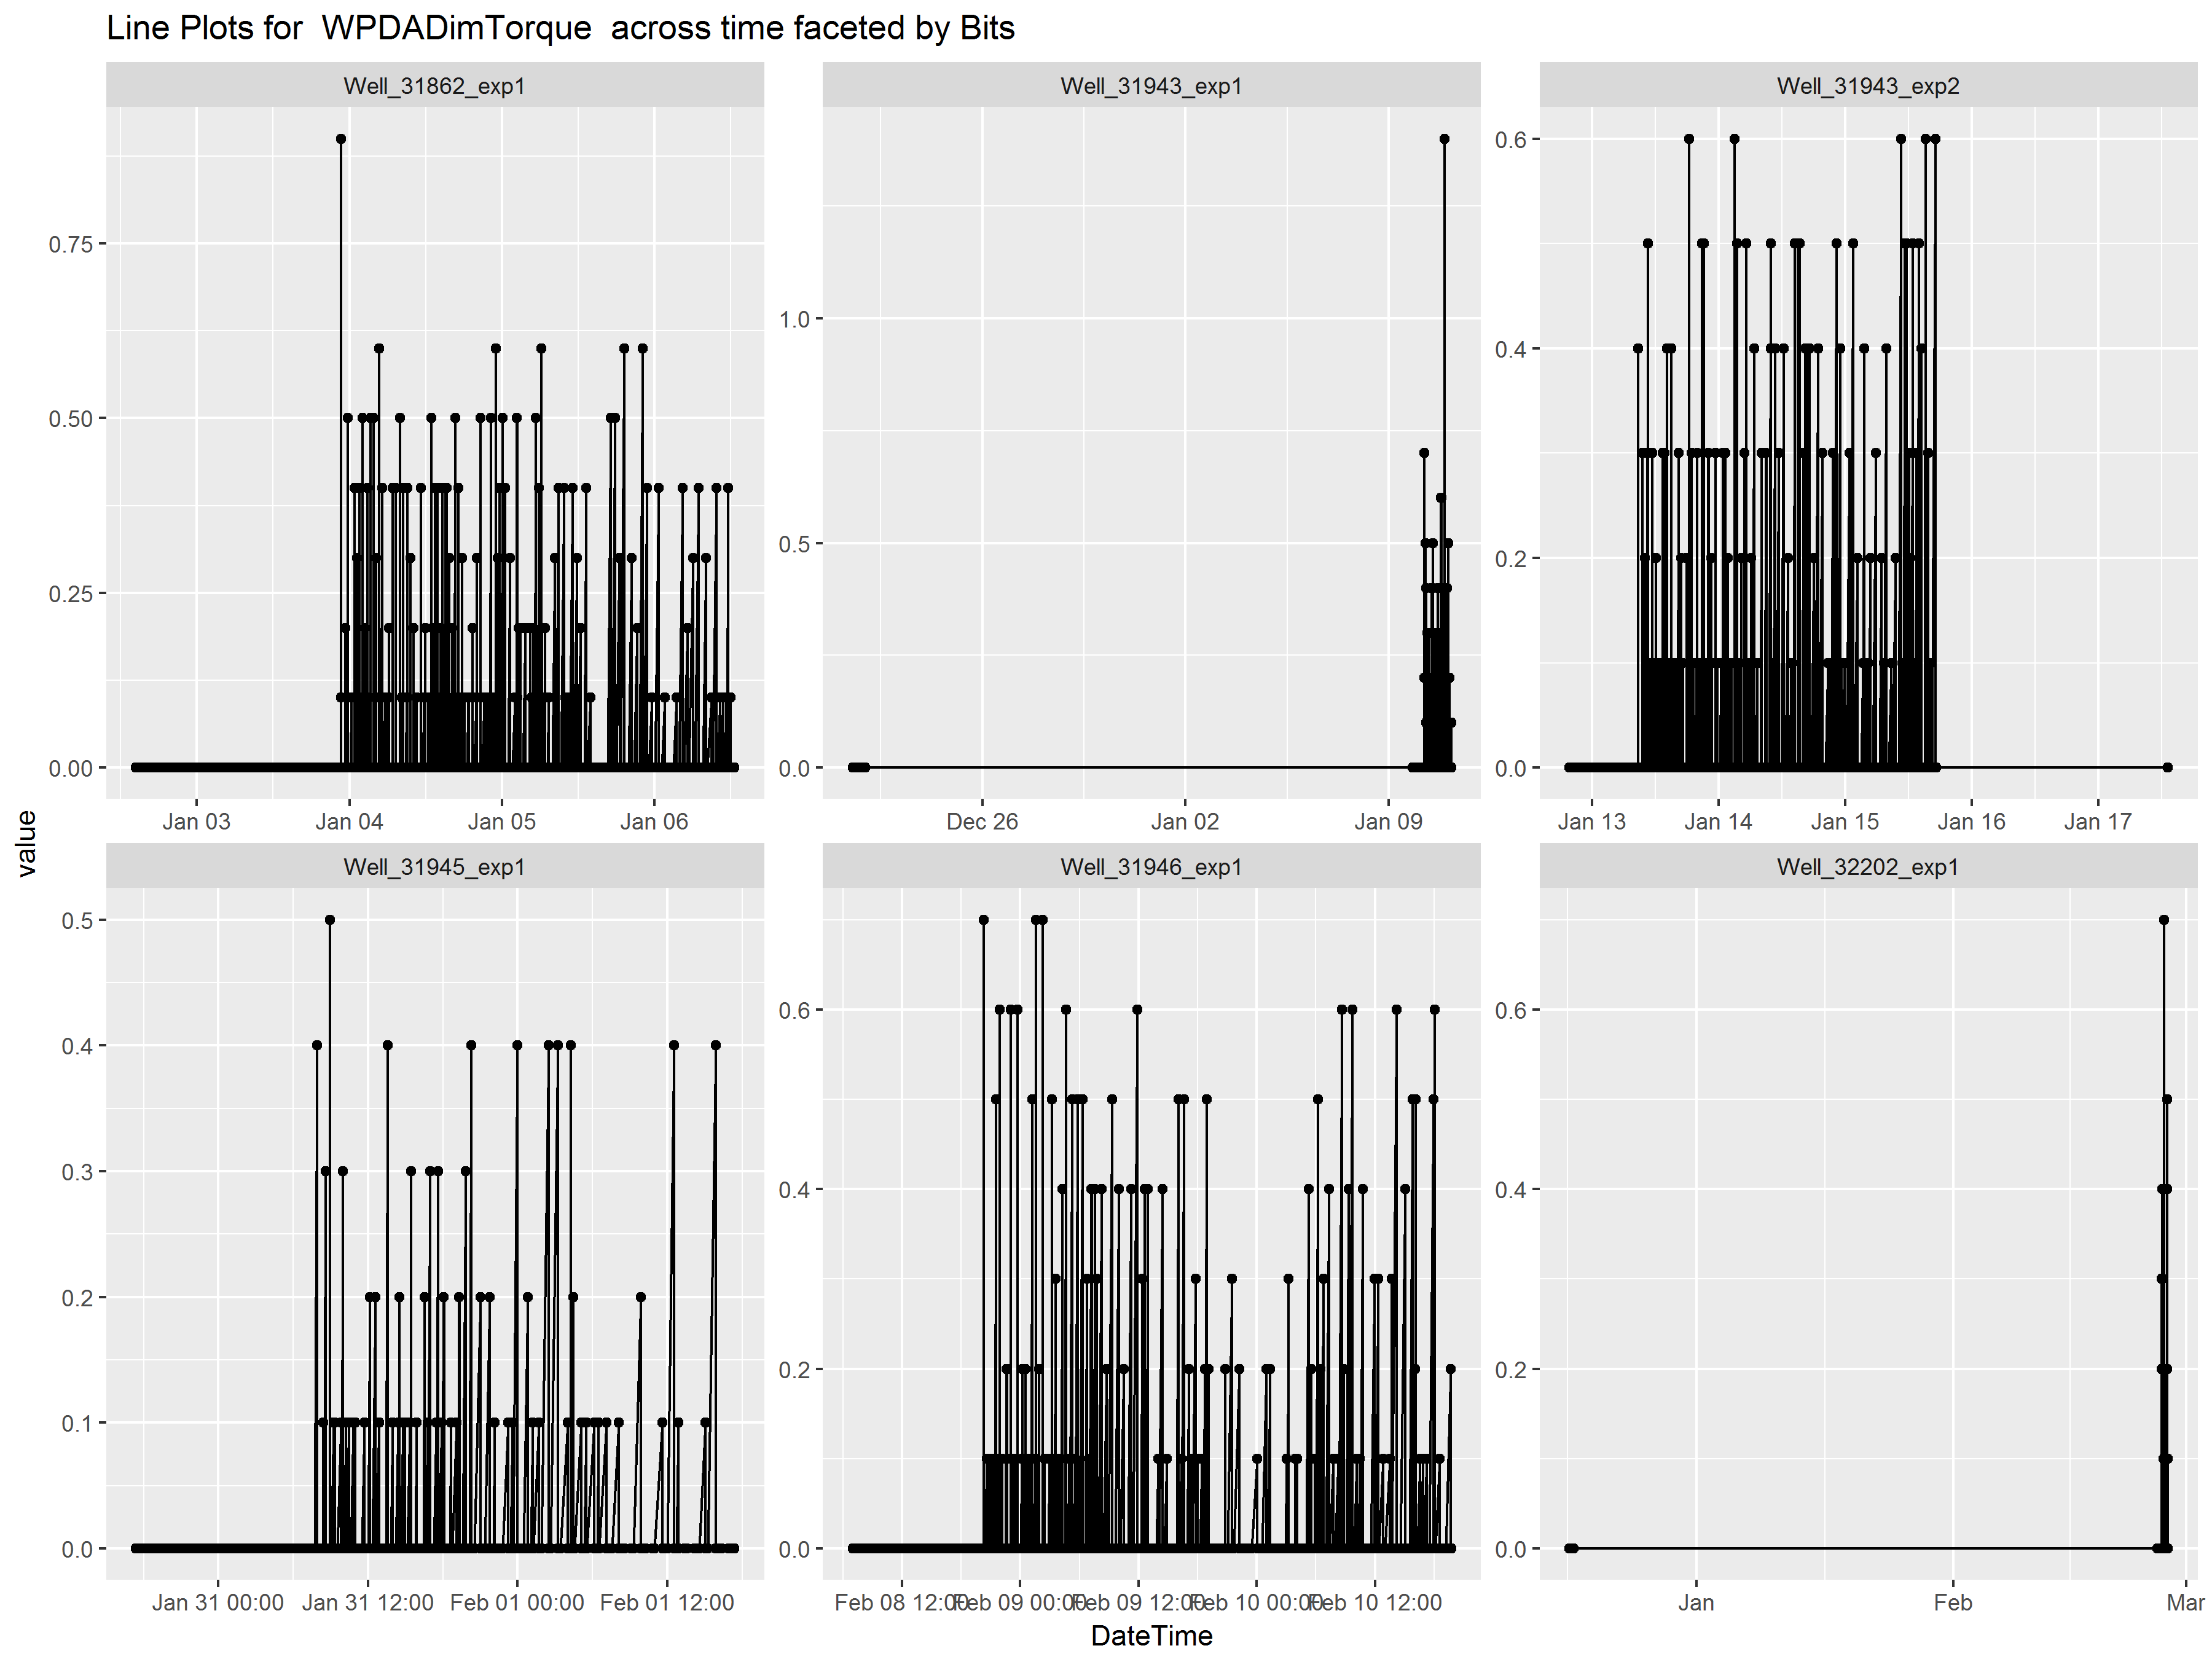 Line Plots for  WPDADimTorque  across time faceted by Bits
Well_31862_exp1
Well_31943_exp1
Well_31943_exp2
0.75
0.50
0.25
0.00
1.0
0.5
0.0
0.6
0.4
0.2
0.0
Jan 03 Jan 04 Jan 05 Jan 06
Dec 26 Jan 02 Jan 09
Jan 13 Jan 14 Jan 15 Jan 16 Jan 17
value
Well_31945_exp1
Well_31946_exp1
Well_32202_exp1
0.5
0.4
0.3
0.2
0.1
0.0
0.6
0.4
0.2
0.0
0.6
0.4
0.2
0.0
Jan 31 00:00 Jan 31 12:00 Feb 01 00:00 Feb 01 12:00
Feb 08 12:00 Feb 09 00:00 Feb 09 12:00 Feb 10 00:00 Feb 10 12:00
Jan Feb Mar
DateTime